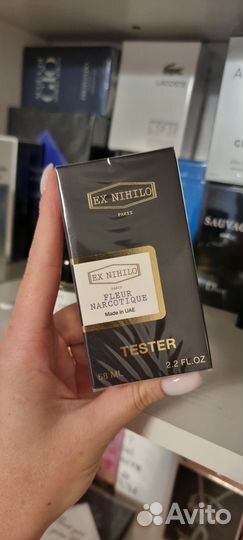 GIO
LACOSTE
EX NIHILO
PARIS
SAUVAGE
EX NIHILO
PARIS
FLEUR
NARCOTIQUE
Made in UAE
TESTER
58 ML
2.2 FL.OZ
Avito